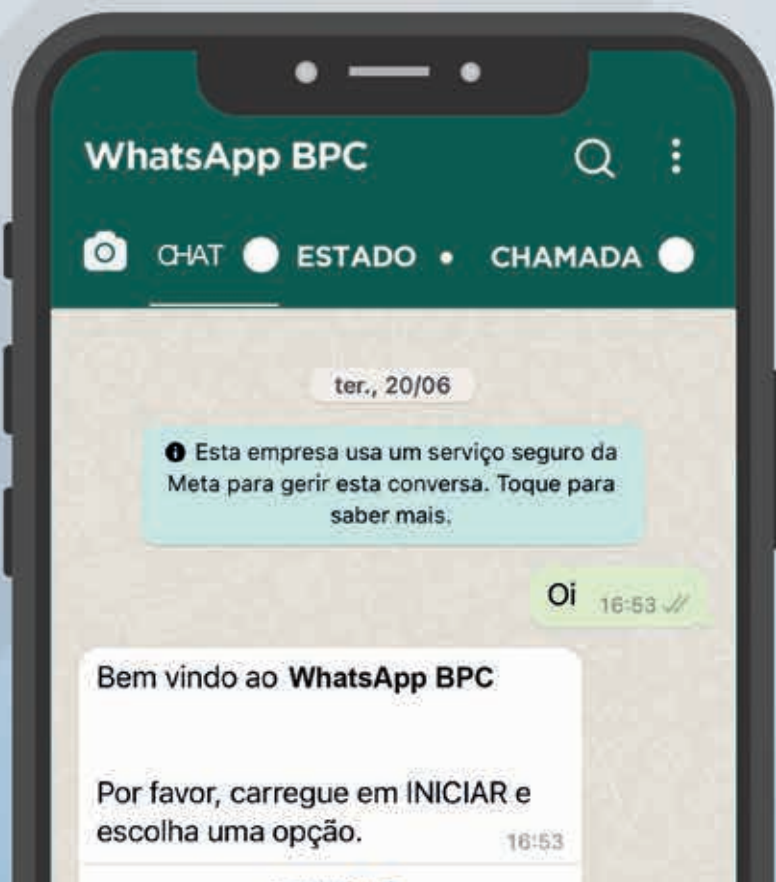 WhatsApp BPC
CHAT ESTADO • CHAMADA
ter., 20/06
Esta empresa usa um serviço seguro da
Meta para gerir esta conversa. Toque para
saber mais.
Oi 16:53
Bem vindo ao WhatsApp BPC
Por favor, carregue em INICIAR e
escolha uma opção. 16:53